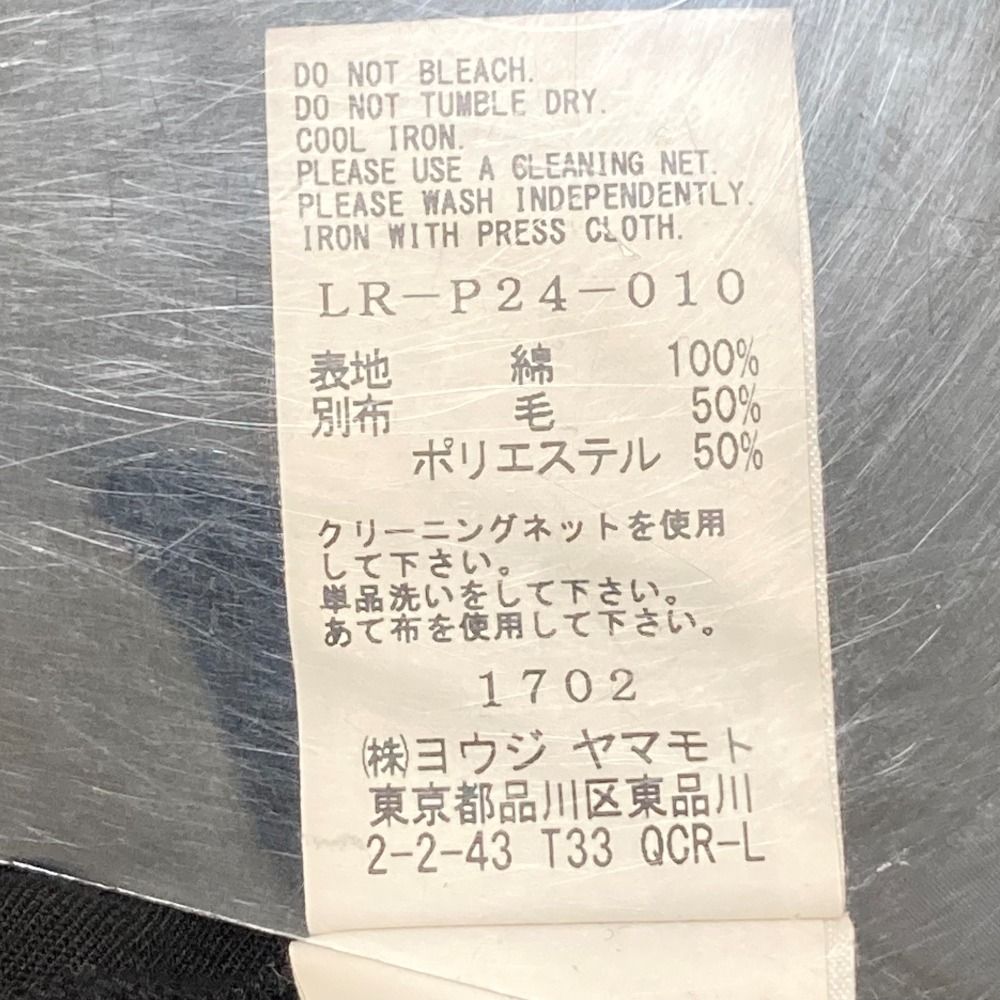 DO NOT BLEACH.
DO NOT TUMBLE DRY.
COOL IRON.
PLEASE USE A CLEANING NET.
PLEASE WASH INDEPENDENTLY.
IRON WITH PRESS CLOTH.
LR-P24-010
表地 綿 100%
別布 毛 50%
ポリエステル 50%
クリーニングネットを使用
して下さい。
単品洗いをして下さい。
あて布を使用して下さい。
1702
㈱ヨウジ ヤマモト
東京都品川区東品川
2-2-43 T33 QCR-L